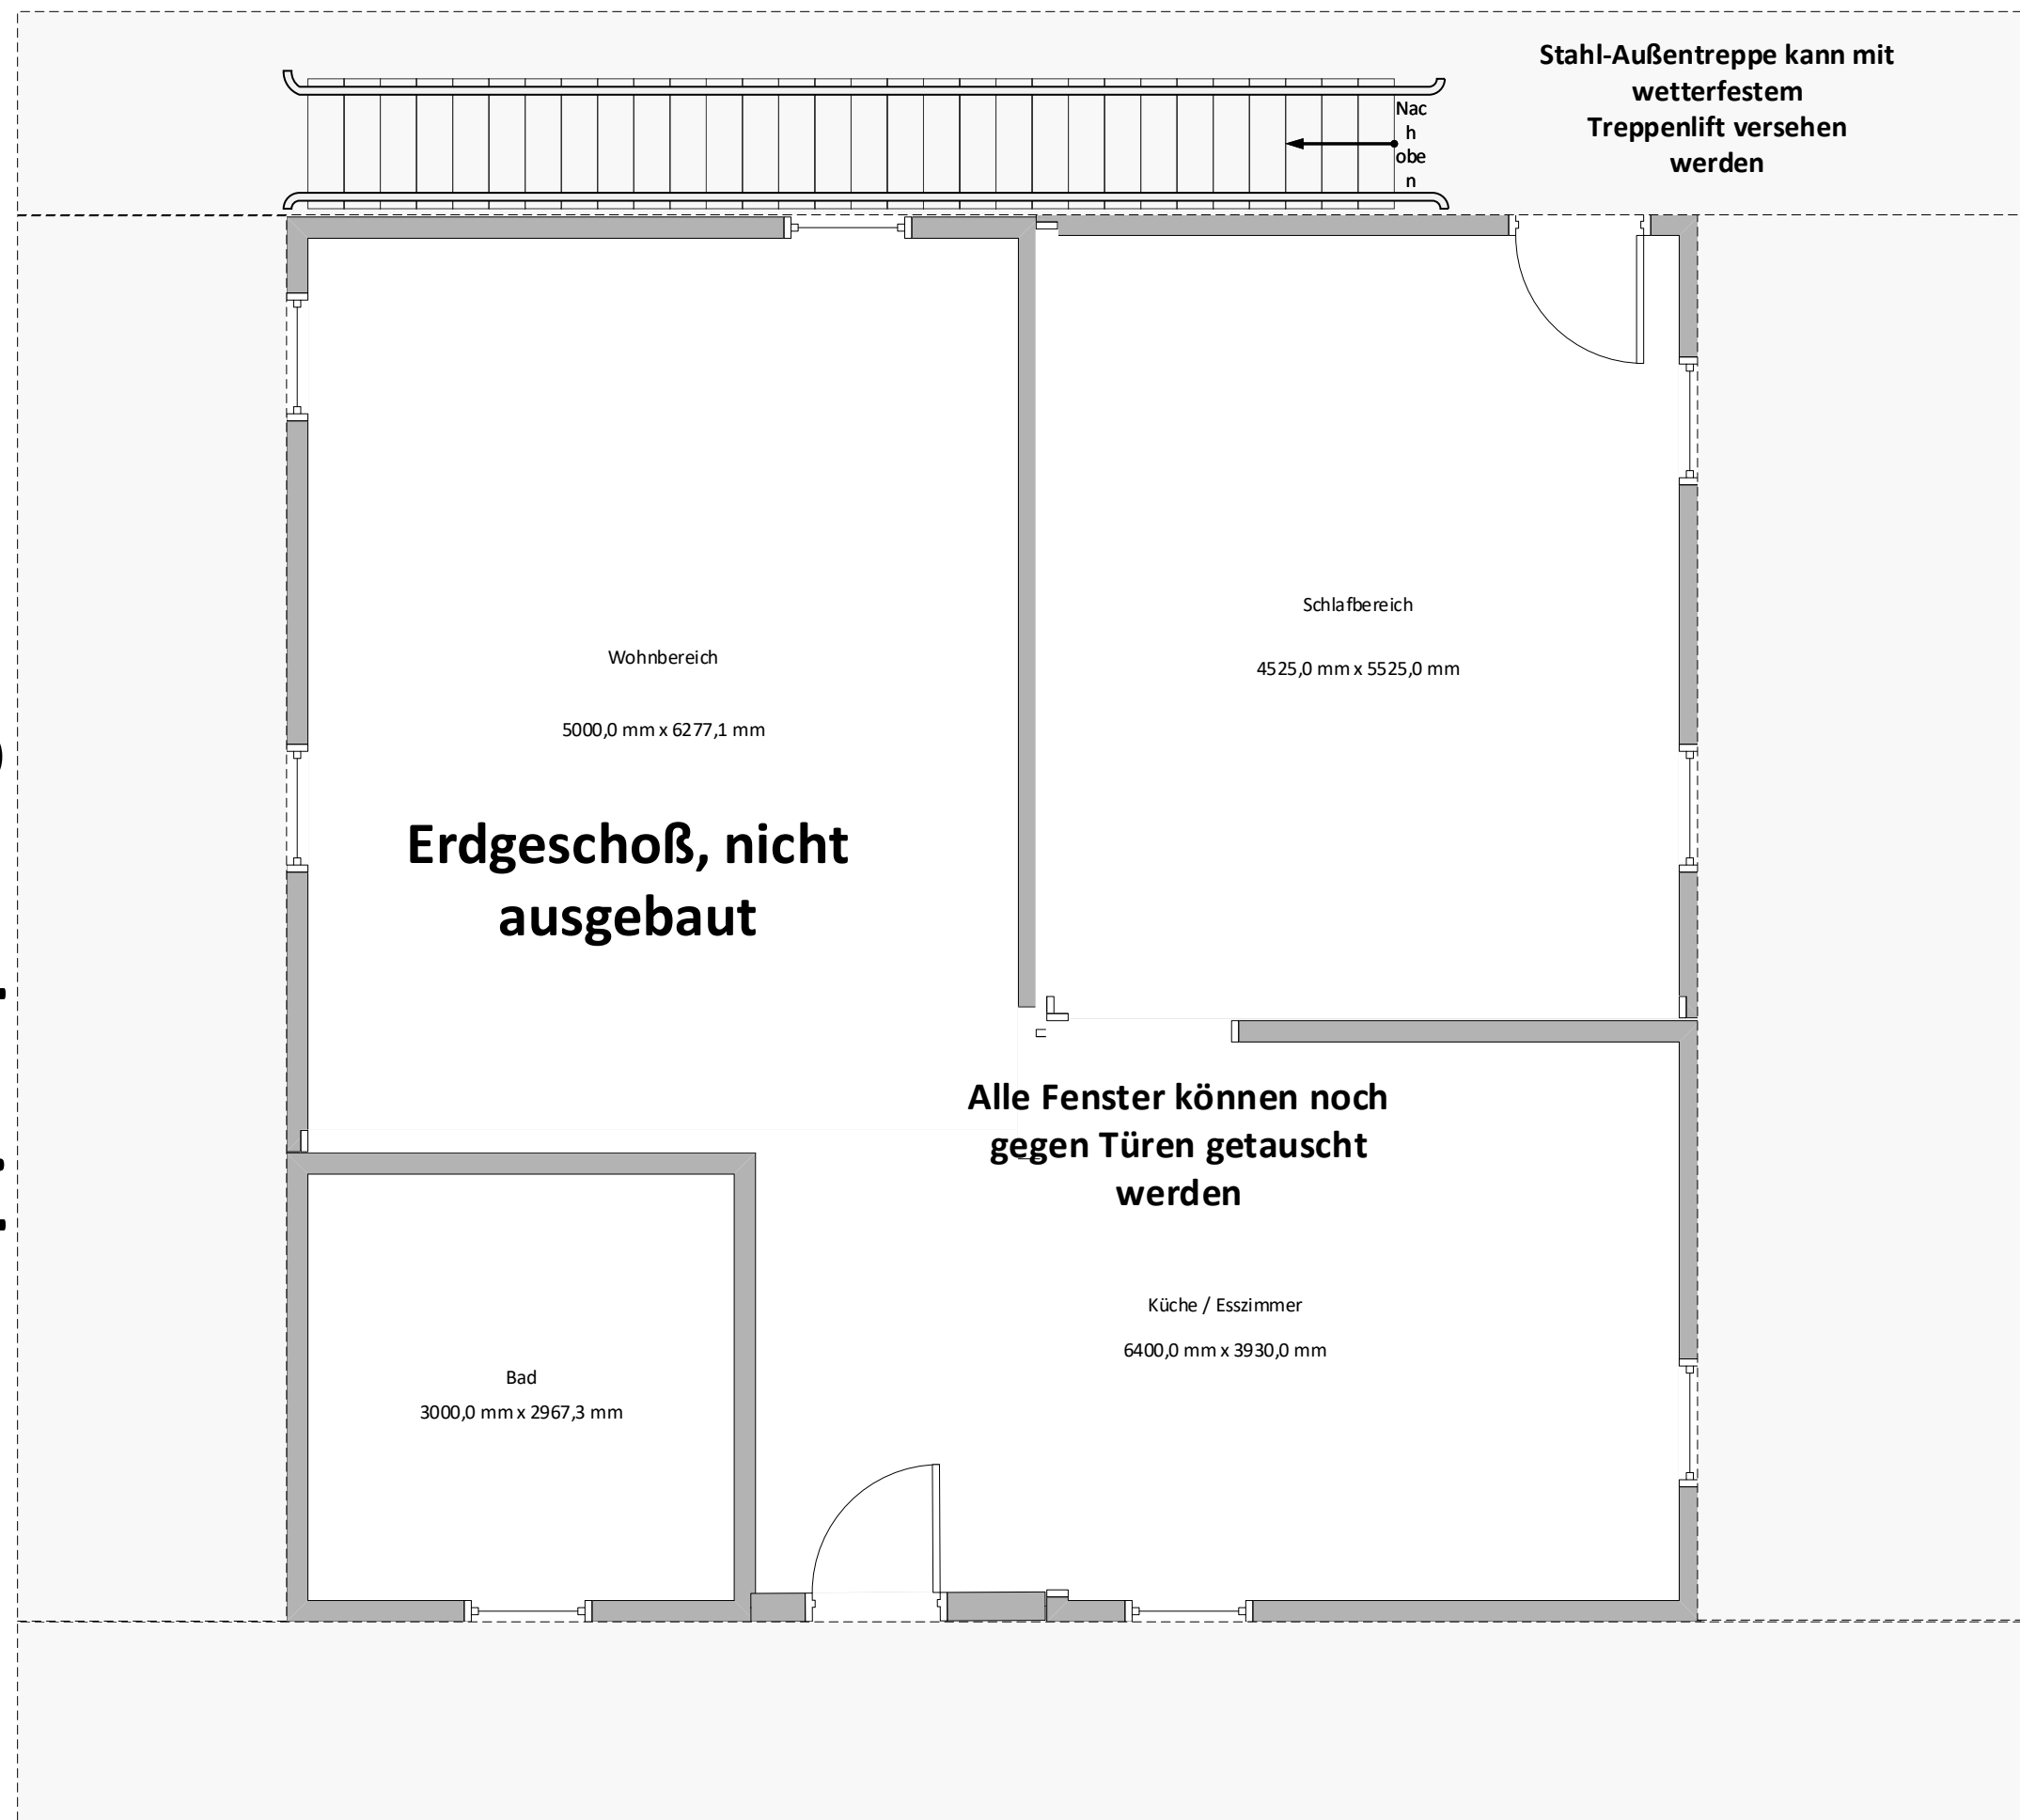 Stahl-Außentreppe kann mit
wetterfestem
Treppenlift versehen
werden
Nac
h
obe
n
Schlafbereich
4525,0 mm x 5525,0 mm
Wohnbereich
5000,0 mm x 6277,1 mm
Erdgeschoß, nicht
ausgebaut
Alle Fenster können noch
gegen Türen getauscht
werden
Küche / Esszimmer
6400,0 mm x 3930,0 mm
Bad
3000,0 mm x 2967,3 mm